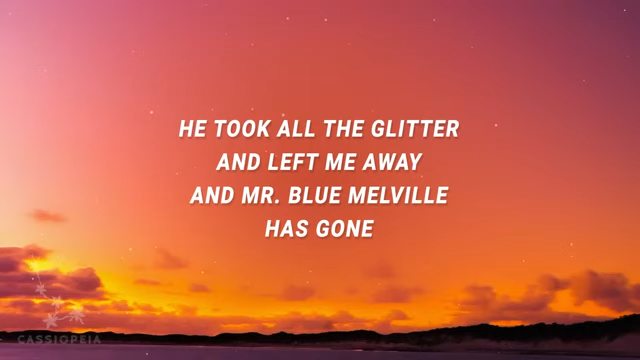 HE TOOK ALL THE GLITTER
AND LEFT ME AWAY
AND MR. BLUE MELVILLE
HAS GONE
CASSIOPEIA